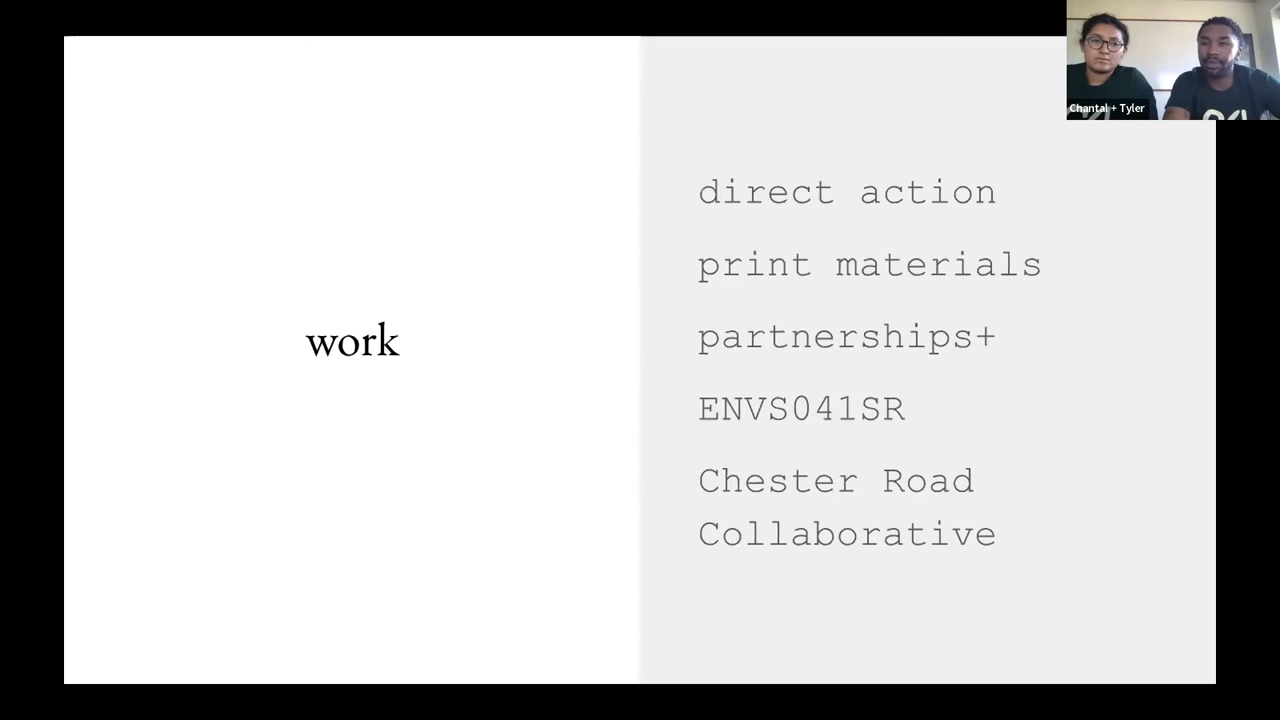 Chantal + Tyler
work
direct action
print materials
partnerships+
ENVS041SR
Chester Road
Collaborative